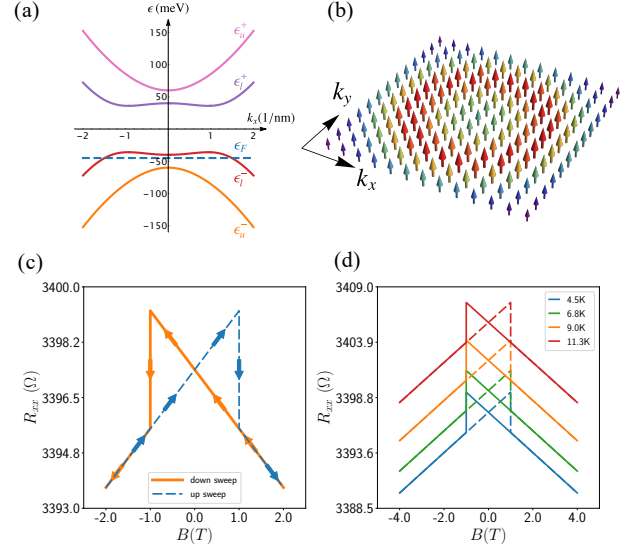 (a)
ϵ (meV)
150
100
50
−50
−100
−150
−2
−1
1
2
k_x (1/nm)
ϵ_u^+
ϵ_l^+
ϵ_F
ϵ_l^−
ϵ_u^−
(b)
k_y
k_x
(c)
3400.0
3398.2
3396.5
3394.8
3393.0
R_xx (Ω)
-2.0
-1.0
0.0
1.0
2.0
B(T)
down sweep
up sweep
(d)
3409.0
3403.9
3398.8
3393.6
3388.5
R_xx (Ω)
-4.0
-2.0
0.0
2.0
4.0
B(T)
4.5K
6.8K
9.0K
11.3K